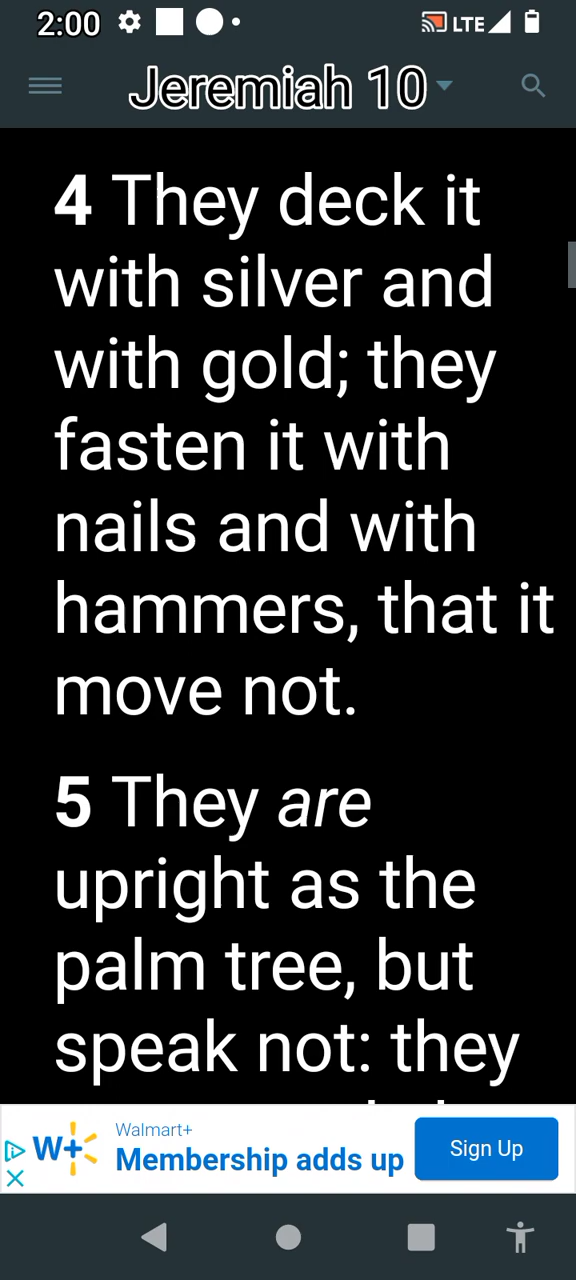 2:00
LTE
Jeremiah 10
4 They deck it
with silver and
with gold; they
fasten it with
nails and with
hammers, that it
move not.
5 They are
upright as the
palm tree, but
speak not: they
W+
Walmart+
Membership adds up
Sign Up